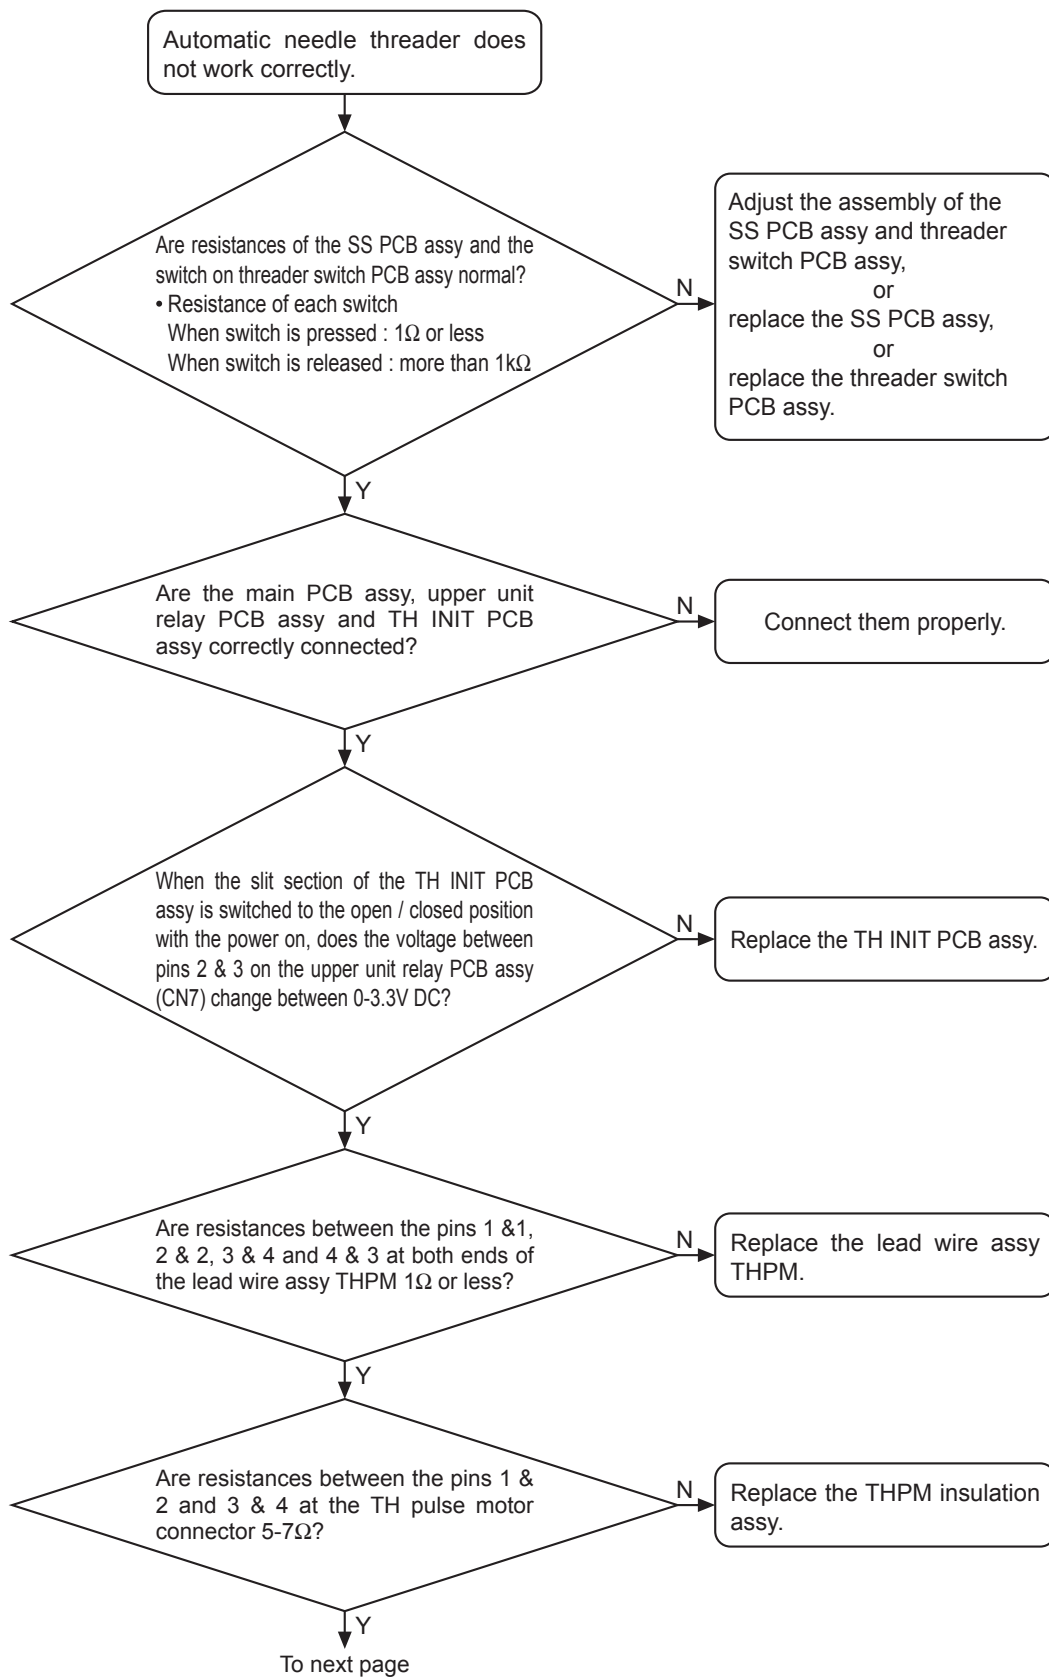 Automatic needle threader does
not work correctly.
Are resistances of the SS PCB assy and the
switch on threader switch PCB assy normal?
• Resistance of each switch
When switch is pressed : 1Ω or less
When switch is released : more than 1kΩ
N
Adjust the assembly of the
SS PCB assy and threader
switch PCB assy,
or
replace the SS PCB assy,
or
replace the threader switch
PCB assy.
Y
Are the main PCB assy, upper unit
relay PCB assy and TH INIT PCB
assy correctly connected?
N
Connect them properly.
Y
When the slit section of the TH INIT PCB
assy is switched to the open / closed position
with the power on, does the voltage between
pins 2 & 3 on the upper unit relay PCB assy
(CN7) change between 0-3.3V DC?
N
Replace the TH INIT PCB assy.
Y
Are resistances between the pins 1 &1,
2 & 2, 3 & 4 and 4 & 3 at both ends of
the lead wire assy THPM 1Ω or less?
N
Replace the lead wire assy
THPM.
Y
Are resistances between the pins 1 &
2 and 3 & 4 at the TH pulse motor
connector 5-7Ω?
N
Replace the THPM insulation
assy.
Y
To next page